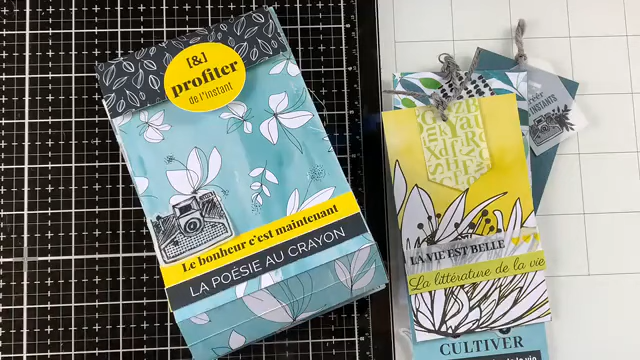 [&]
profiter
de l'instant
Le bonheur c'est maintenant
LA POÉSIE AU CRAYON
INSTANTS
LA VIE EST BELLE
La littérature de la vie
CULTIVER